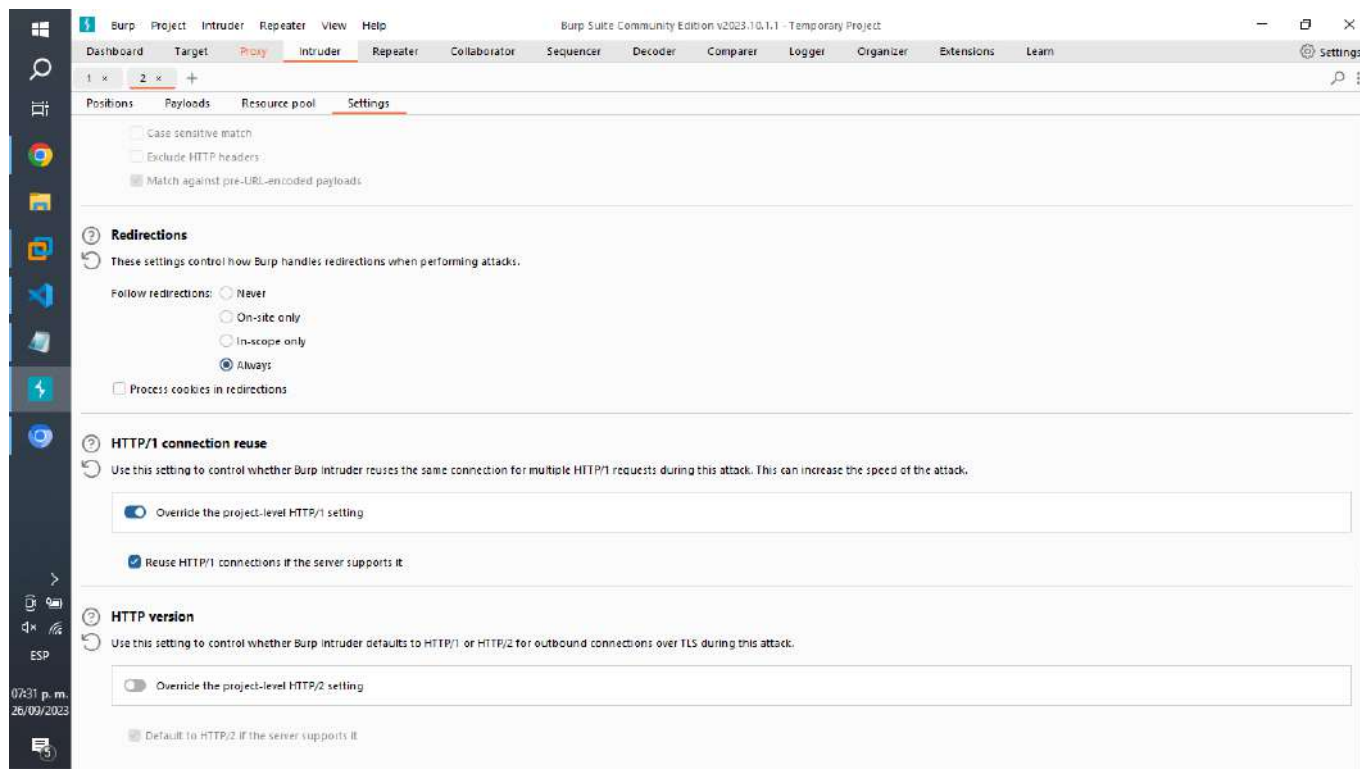 Burp Project Intruder Repeater View Help Burp Suite Community Edition v2023.10.1.1 - Temporary Project
Dashboard Target Proxy Intruder Repeater Collaborator Sequencer Decoder Comparer Logger Organizer Extensions Learn Settings
1 × 2 × +
Positions Payloads Resource pool Settings
Case sensitive match
Exclude HTTP headers
Match against pre-URL-encoded payloads
Redirections
These settings control how Burp handles redirections when performing attacks.
Follow redirections: Never
On-site only
In-scope only
Always
Process cookies in redirections
HTTP/1 connection reuse
Use this setting to control whether Burp Intruder reuses the same connection for multiple HTTP/1 requests during this attack. This can increase the speed of the attack.
Override the project-level HTTP/1 setting
Reuse HTTP/1 connections if the server supports it
HTTP version
Use this setting to control whether Burp Intruder defaults to HTTP/1 or HTTP/2 for outbound connections over TLS during this attack.
Override the project-level HTTP/2 setting
Default to HTTP/2 if the server supports it
ESP
07:31 p. m.
26/09/2023
5